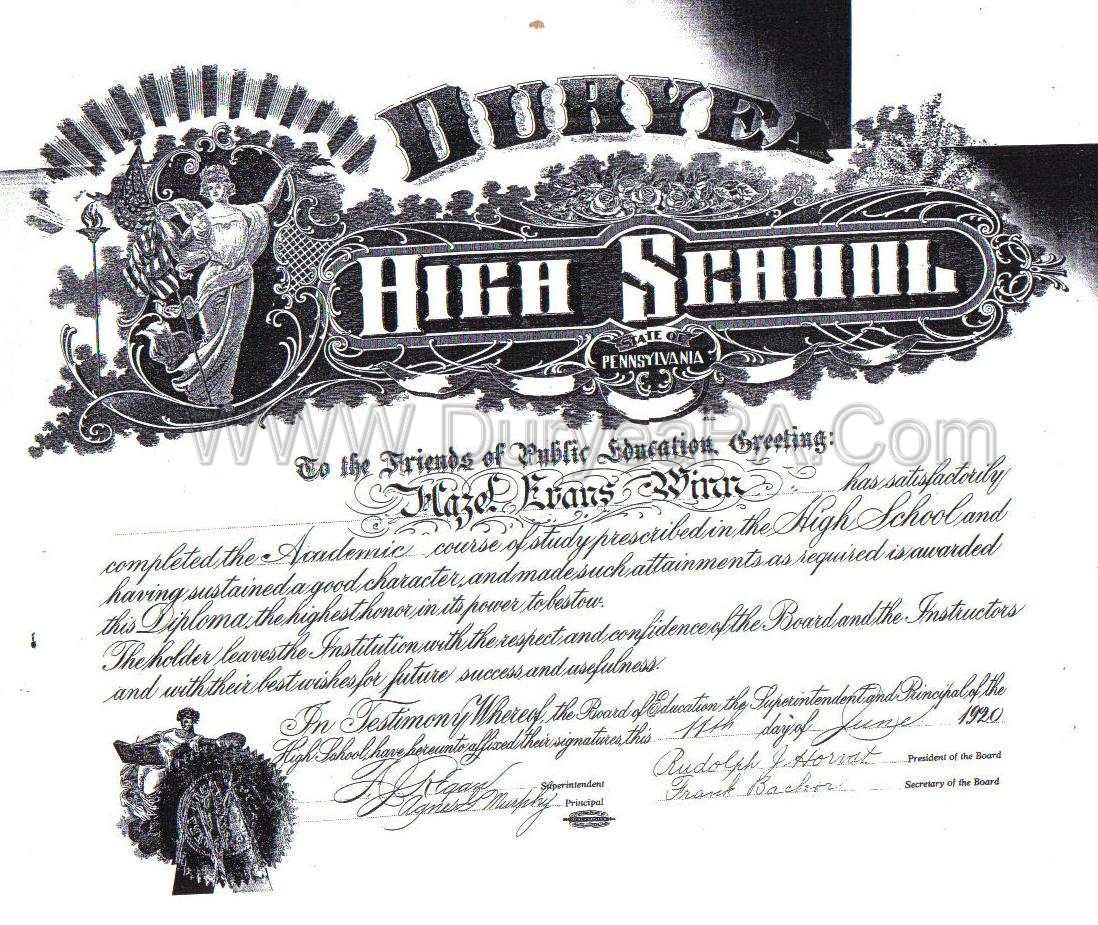 DURYEA
HIGH SCHOOL
STATE OF
PENNSYLVANIA
WWW.DuryeaPA.Com
To the Friends of Public Education, Greeting:
Hazel Evans Winn has satisfactorily
completed the Academic course of study prescribed in the High School and
having sustained a good character, and made such attainments as required is awarded
this Diploma, the highest honor in its power to bestow.
The holder leaves the Institution with the respect and confidence of the Board and the Instructors
and with their best wishes for future success and usefulness.
In Testimony Whereof, the Board of Education, the Superintendent and Principal of the
High School, have hereunto affixed their signatures, this 11th day of June 1920
Rudolph J Horvat President of the Board
Regan Superintendent
Frank Secretary of the Board
Agnes Murphy Principal